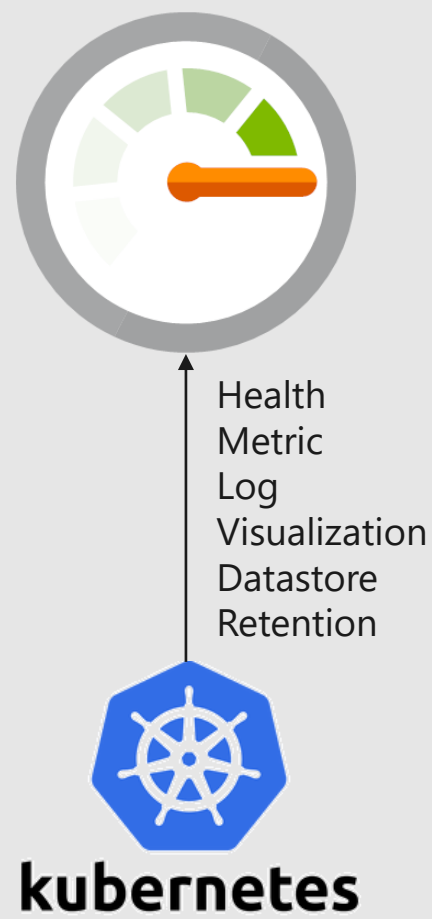 Health
Metric
Log
Visualization
Datastore
Retention
kubernetes